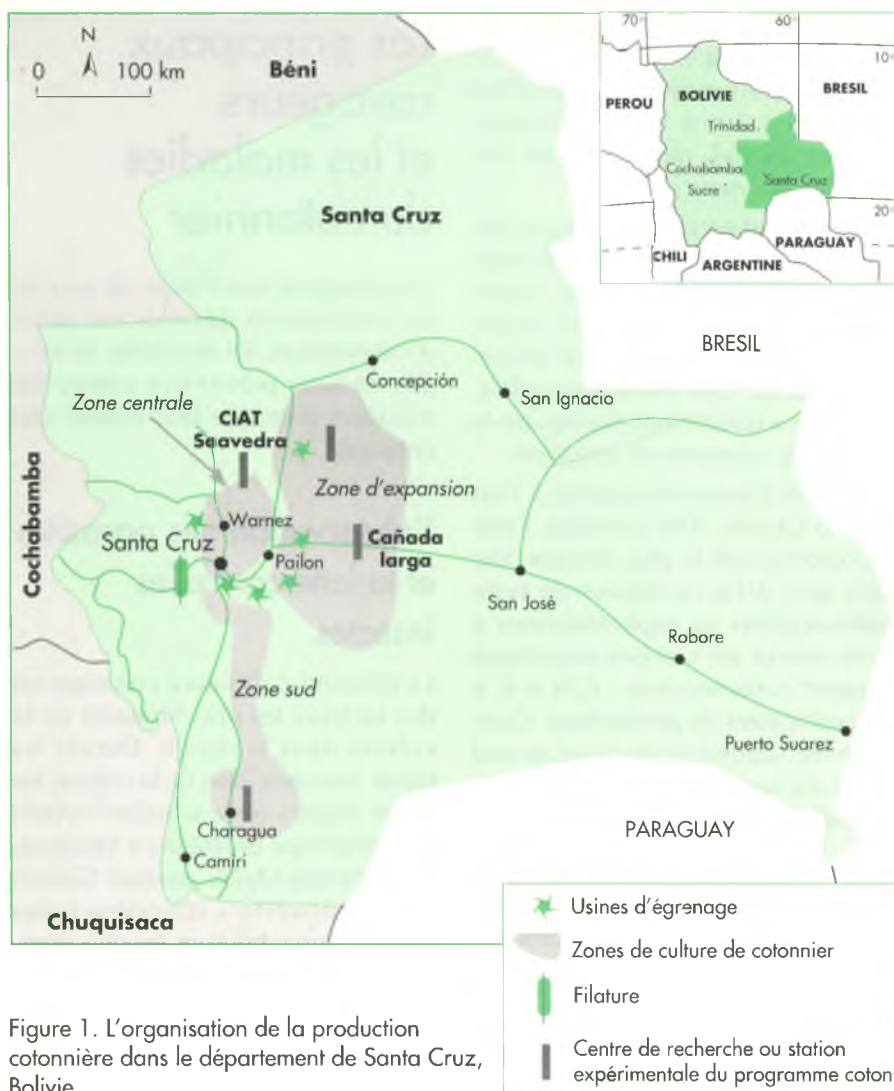 N
0 100 km
Béni
70
60
10
PEROU
BOLIVIE
BRESIL
Trinidad
Cochabamba
Sucre
Santa Cruz
20
CHILI
PARAGUAY
ARGENTINE
Santa Cruz
BRESIL
Concepción
San Ignacio
Zone centrale
CIAT
Saavedra
Zone d'expansion
Cochabamba
Warnez
Santa Cruz
Pailon
Cañada
larga
San José
Robore
Zone sud
Puerto Suarez
Charagua
PARAGUAY
Camiri
Chuquisaca
Usines d'égrenage
Zones de culture de cotonnier
Filature
Centre de recherche ou station
expérimentale du programme coton
Figure 1. L'organisation de la production
cotonnière dans le département de Santa Cruz,
Bolivie